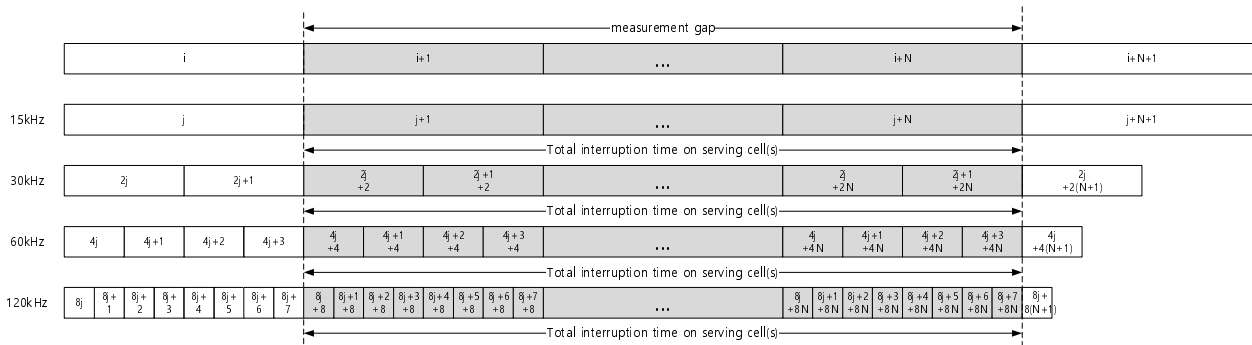 measurement gap
i i+1 ... i+N i+N+1
15kHz j j+1 ... j+N j+N+1
Total interruption time on serving cell(s)
30kHz 2j 2j+1 2j +2 2j+1 +2 ... 2j +2N 2j+1 +2N 2j +2(N+1)
Total interruption time on serving cell(s)
60kHz 4j 4j+1 4j+2 4j+3 4j +4 4j+1 +4 4j+2 +4 4j+3 +4 ... 4j +4N 4j+1 +4N 4j+2 +4N 4j+3 +4N 4j +4(N+1)
Total interruption time on serving cell(s)
120kHz 8j 8j+ 1 8j+ 2 8j+ 3 8j+ 4 8j+ 5 8j+ 6 8j+ 7 8j +8 8j+1 +8 8j+2 +8 8j+3 +8 8j+4 +8 8j+5 +8 8j+6 +8 8j+7 +8 ... 8j +8N 8j+1 +8N 8j+2 +8N 8j+3 +8N 8j+4 +8N 8j+5 +8N 8j+6 +8N 8j+7 +8N 8j+ 8(N+1)
Total interruption time on serving cell(s)